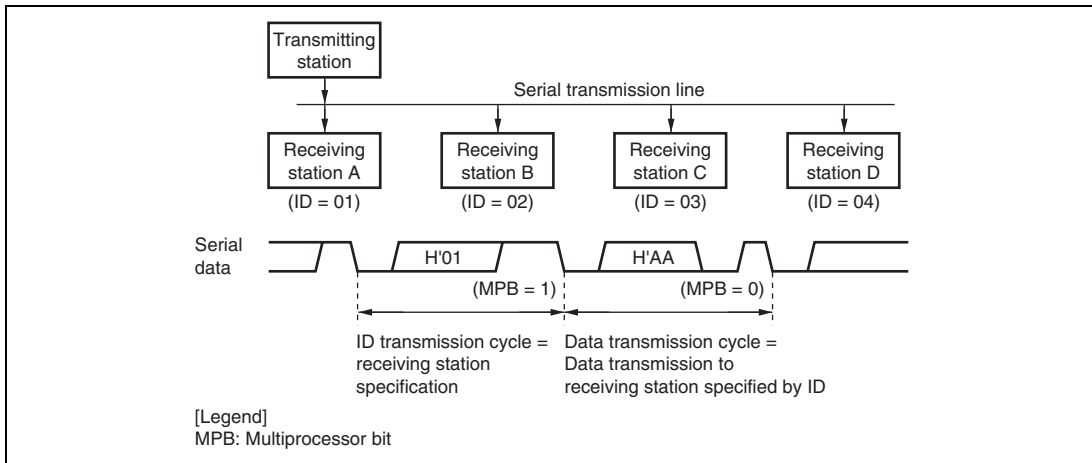 Transmitting
station
Serial transmission line
Receiving
station A
Receiving
station B
Receiving
station C
Receiving
station D
(ID = 01)
(ID = 02)
(ID = 03)
(ID = 04)
Serial
data
H'01
H'AA
(MPB = 1)
(MPB = 0)
ID transmission cycle =
receiving station
specification
Data transmission cycle =
Data transmission to
receiving station specified by ID
[Legend]
MPB: Multiprocessor bit